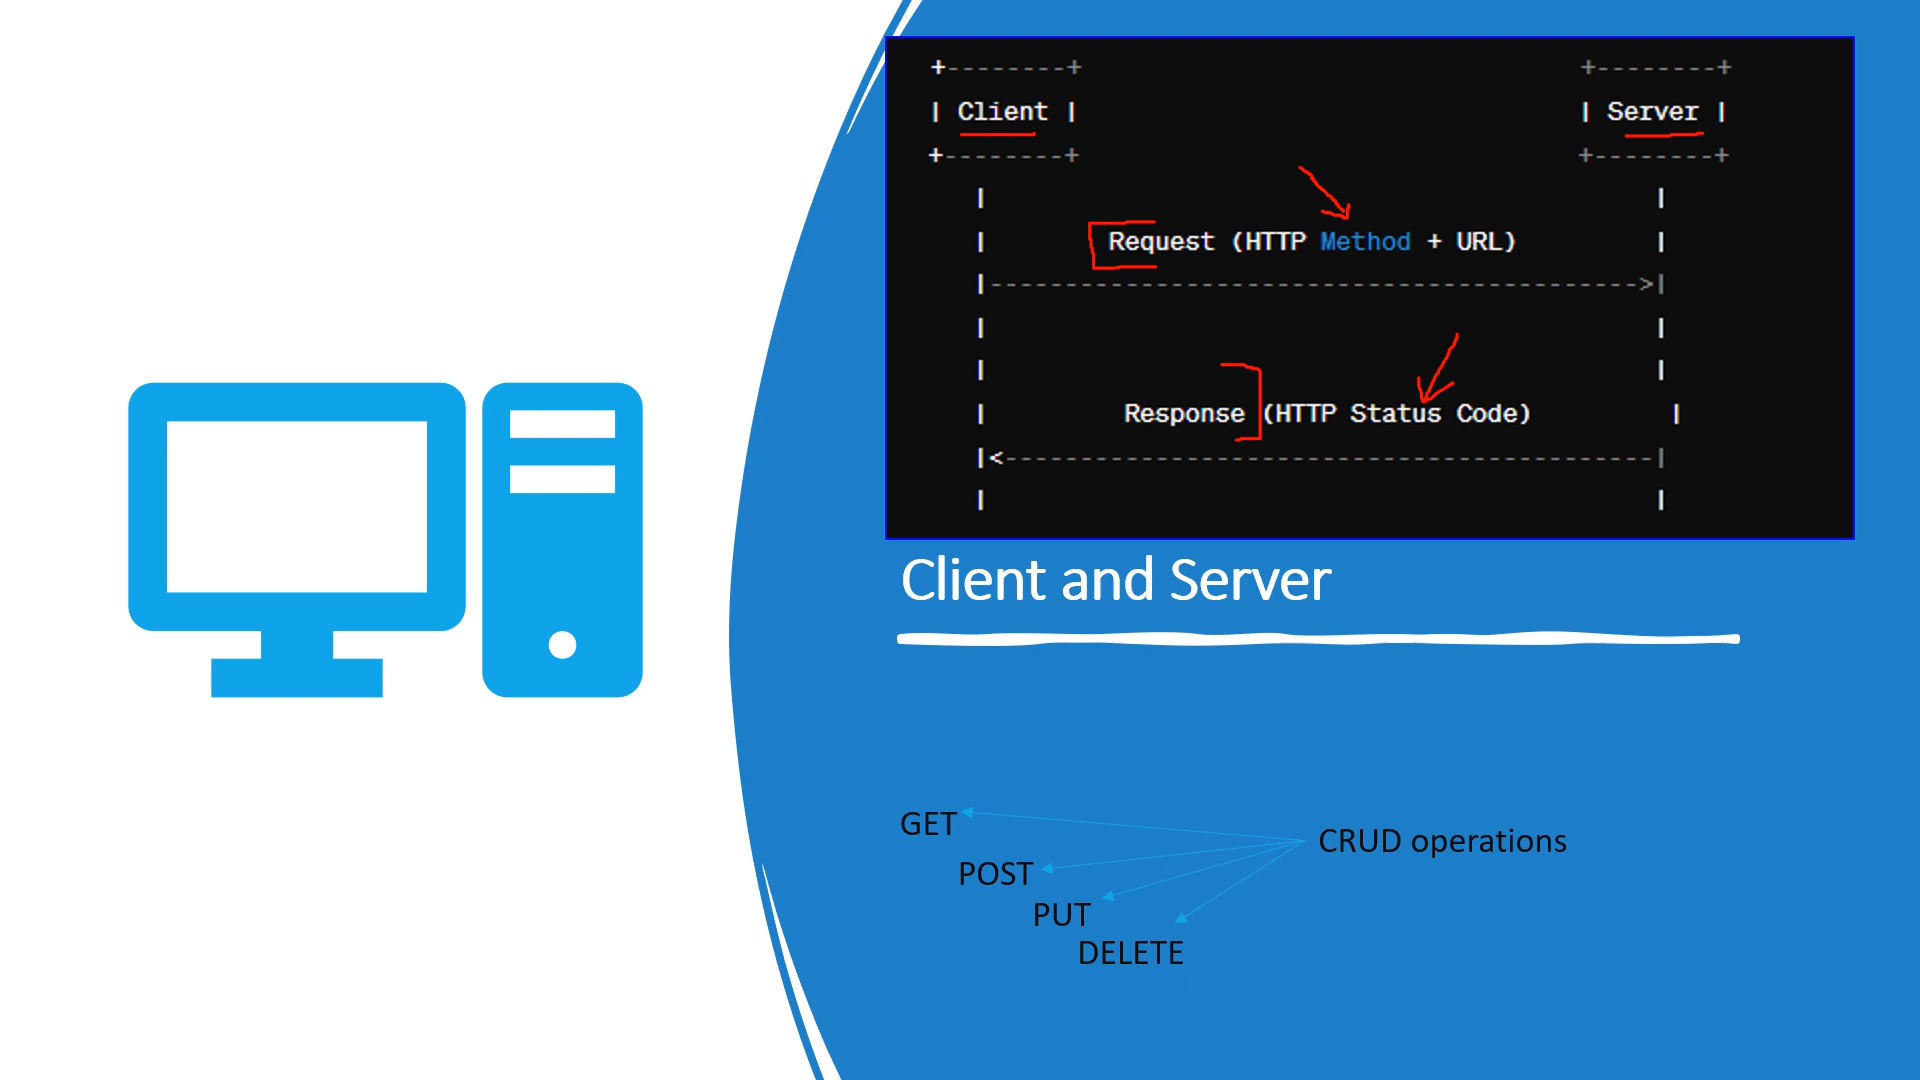 +--------+ +--------+
| Client | | Server |
+--------+ +--------+
| |
| Request (HTTP Method + URL) |
|------------------------------------------->|
| |
| |
| Response (HTTP Status Code) |
|<-------------------------------------------|
| |
Client and Server
GET
CRUD operations
POST
PUT
DELETE